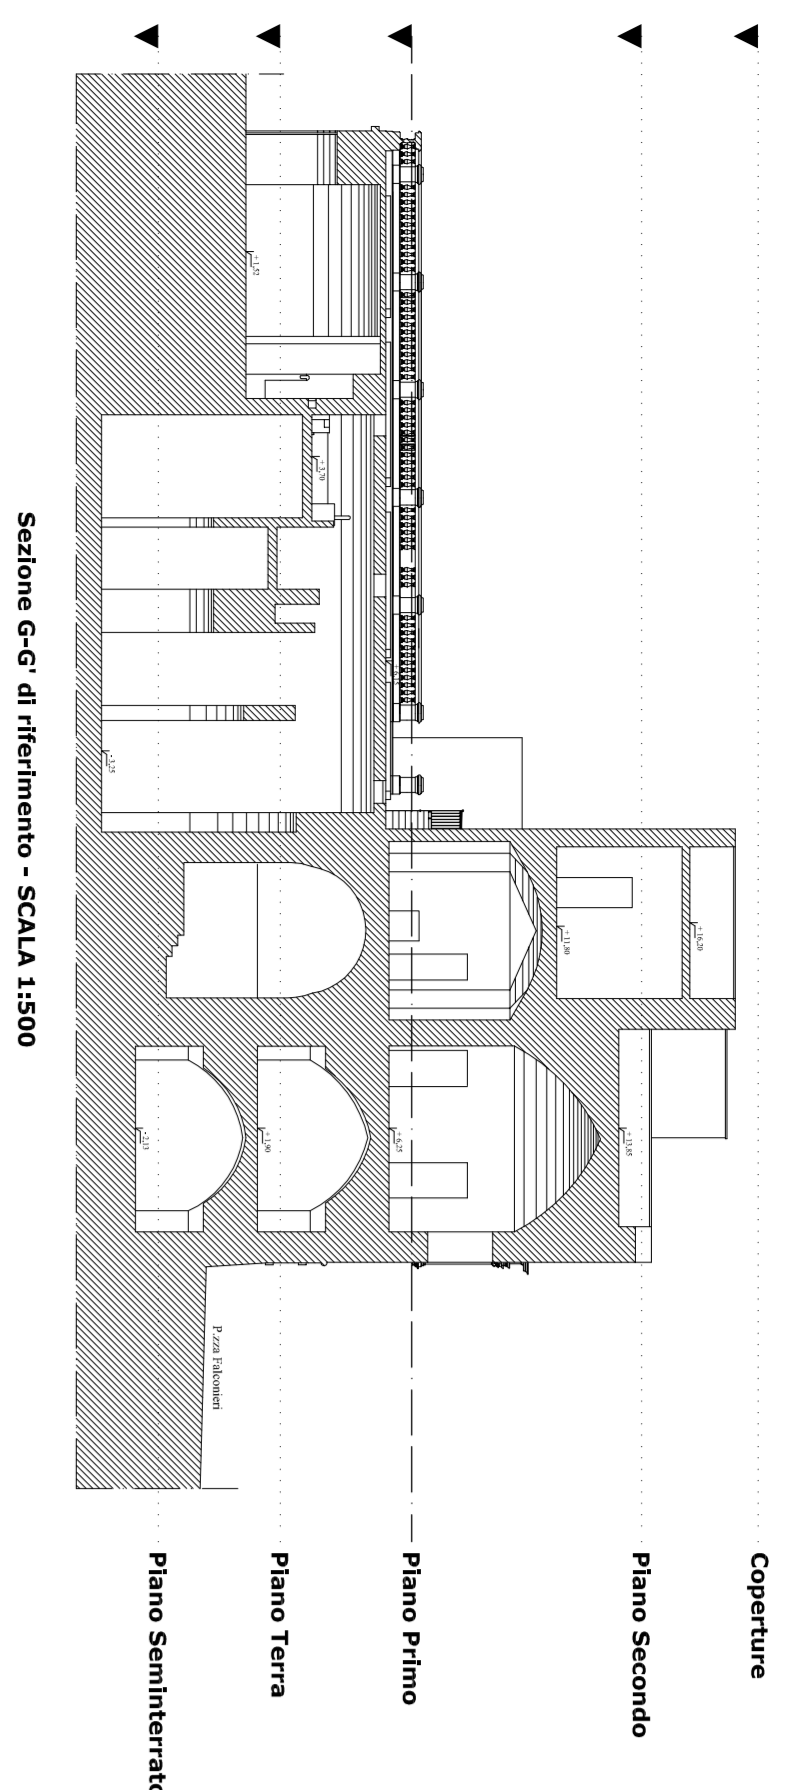 Coperture
Piano Secondo
Piano Primo
Piano Terra
Piano Seminterrato
+16,20
+11,80
+13,85
+6,25
+1,90
-2,13
+1,52
+3,70
-3,25
P.zza Falconieri
Sezione G-G' di riferimento - SCALA 1:500